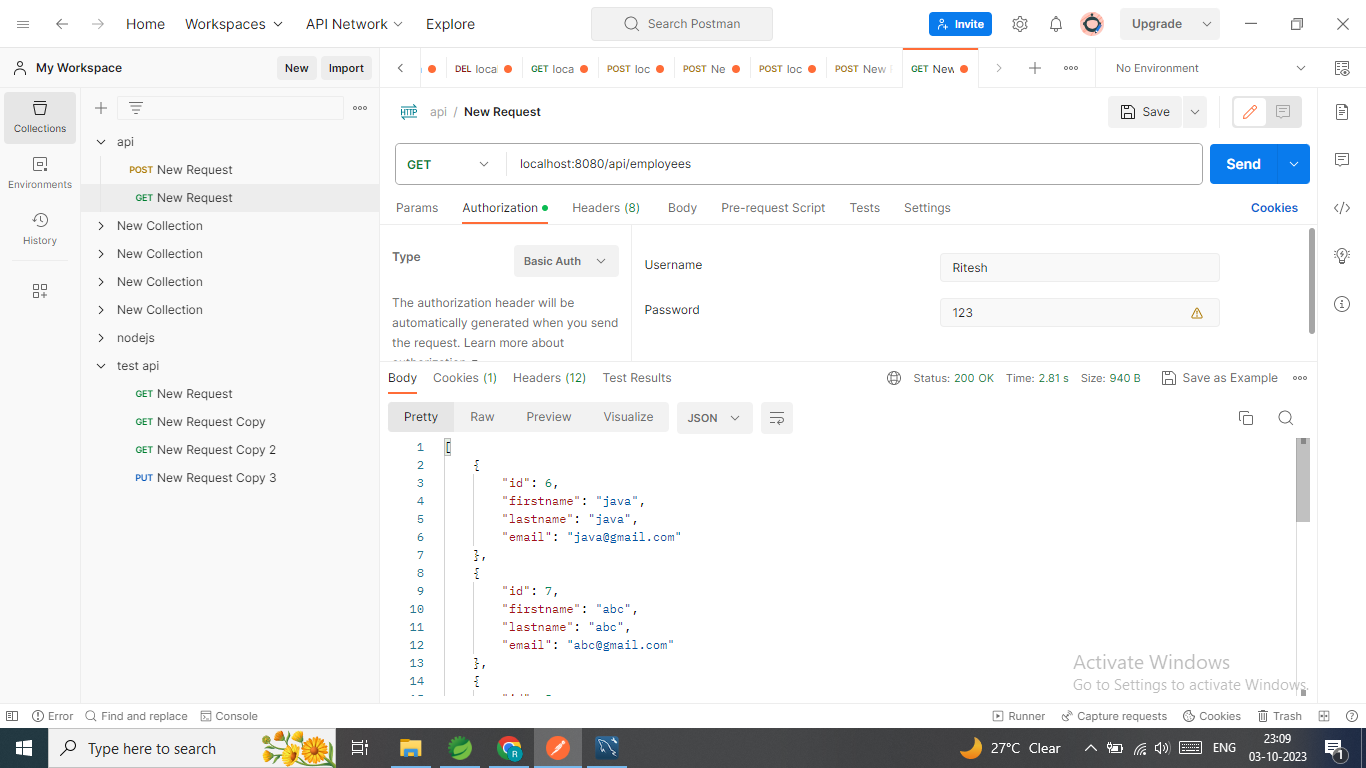 Home Workspaces API Network Explore Search Postman Invite Upgrade
My Workspace New Import DEL loca GET loca POST loc POST Ne POST loc POST New GET New No Environment
Collections
Environments
History
api
POST New Request
GET New Request
New Collection
New Collection
New Collection
New Collection
nodejs
test api
GET New Request
GET New Request Copy
GET New Request Copy 2
PUT New Request Copy 3
HTTP api / New Request Save
GET localhost:8080/api/employees Send
Params Authorization Headers (8) Body Pre-request Script Tests Settings Cookies
Type Basic Auth
The authorization header will be
automatically generated when you send
the request. Learn more about
authorization
Username Ritesh
Password 123
Body Cookies (1) Headers (12) Test Results Status: 200 OK Time: 2.81 s Size: 940 B Save as Example
Pretty Raw Preview Visualize JSON
1 [
2 {
3 "id": 6,
4 "firstname": "java",
5 "lastname": "java",
6 "email": "java@gmail.com"
7 },
8 {
9 "id": 7,
10 "firstname": "abc",
11 "lastname": "abc",
12 "email": "abc@gmail.com"
13 },
14 {
Activate Windows
Go to Settings to activate Windows.
Error Find and replace Console Runner Capture requests Cookies Trash
Type here to search 27°C Clear ENG 23:09
03-10-2023 1